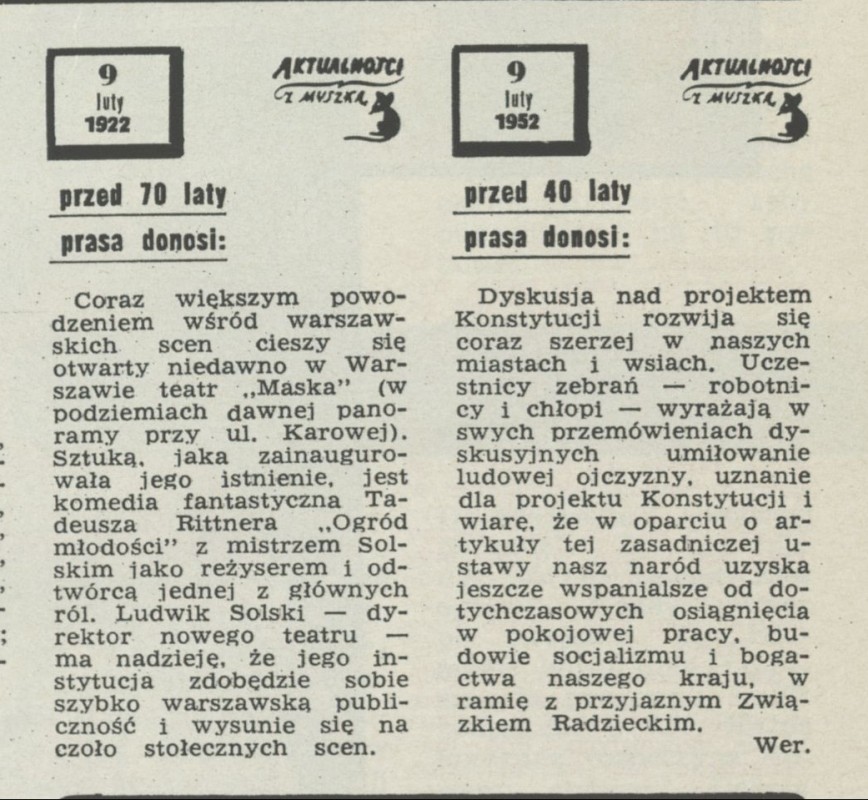 9
luty
1922
AKTUALNOŚCI
Z MUSZKĄ
przed 70 laty
prasa donosi:
Coraz większym powo-
dzeniem wśród warszaw-
skich scen cieszy się
otwarty niedawno w War-
szawie teatr „Maska” (w
podziemiach dawnej pano-
ramy przy ul. Karowej).
Sztuką, jaka zainauguro-
wała jego istnienie, jest
komedia fantastyczna Ta-
deusza Rittnera „Ogród
młodości” z mistrzem Sol-
skim jako reżyserem i od-
twórcą jednej z głównych
ról. Ludwik Solski — dy-
rektor nowego teatru —
ma nadzieję, że jego in-
stytucja zdobędzie sobie
szybko warszawską publi-
czność i wysunie się na
czoło stołecznych scen.
9
luty
1952
AKTUALNOŚCI
Z MUSZKĄ
przed 40 laty
prasa donosi:
Dyskusja nad projektem
Konstytucji rozwija się
coraz szerzej w naszych
miastach i wsiach. Ucze-
stnicy zebrań — robotni-
cy i chłopi — wyrażają w
swych przemówieniach dy-
skusyjnych umiłowanie
ludowej ojczyzny, uznanie
dla projektu Konstytucji i
wiarę, że w oparciu o ar-
tykuły tej zasadniczej u-
stawy nasz naród uzyska
jeszcze wspanialsze od do-
tychczasowych osiągnięcia
w pokojowej pracy, bu-
dowie socjalizmu i boga-
ctwa naszego kraju, w
ramię z przyjaznym Zwią-
zkiem Radzieckim.
Wer.